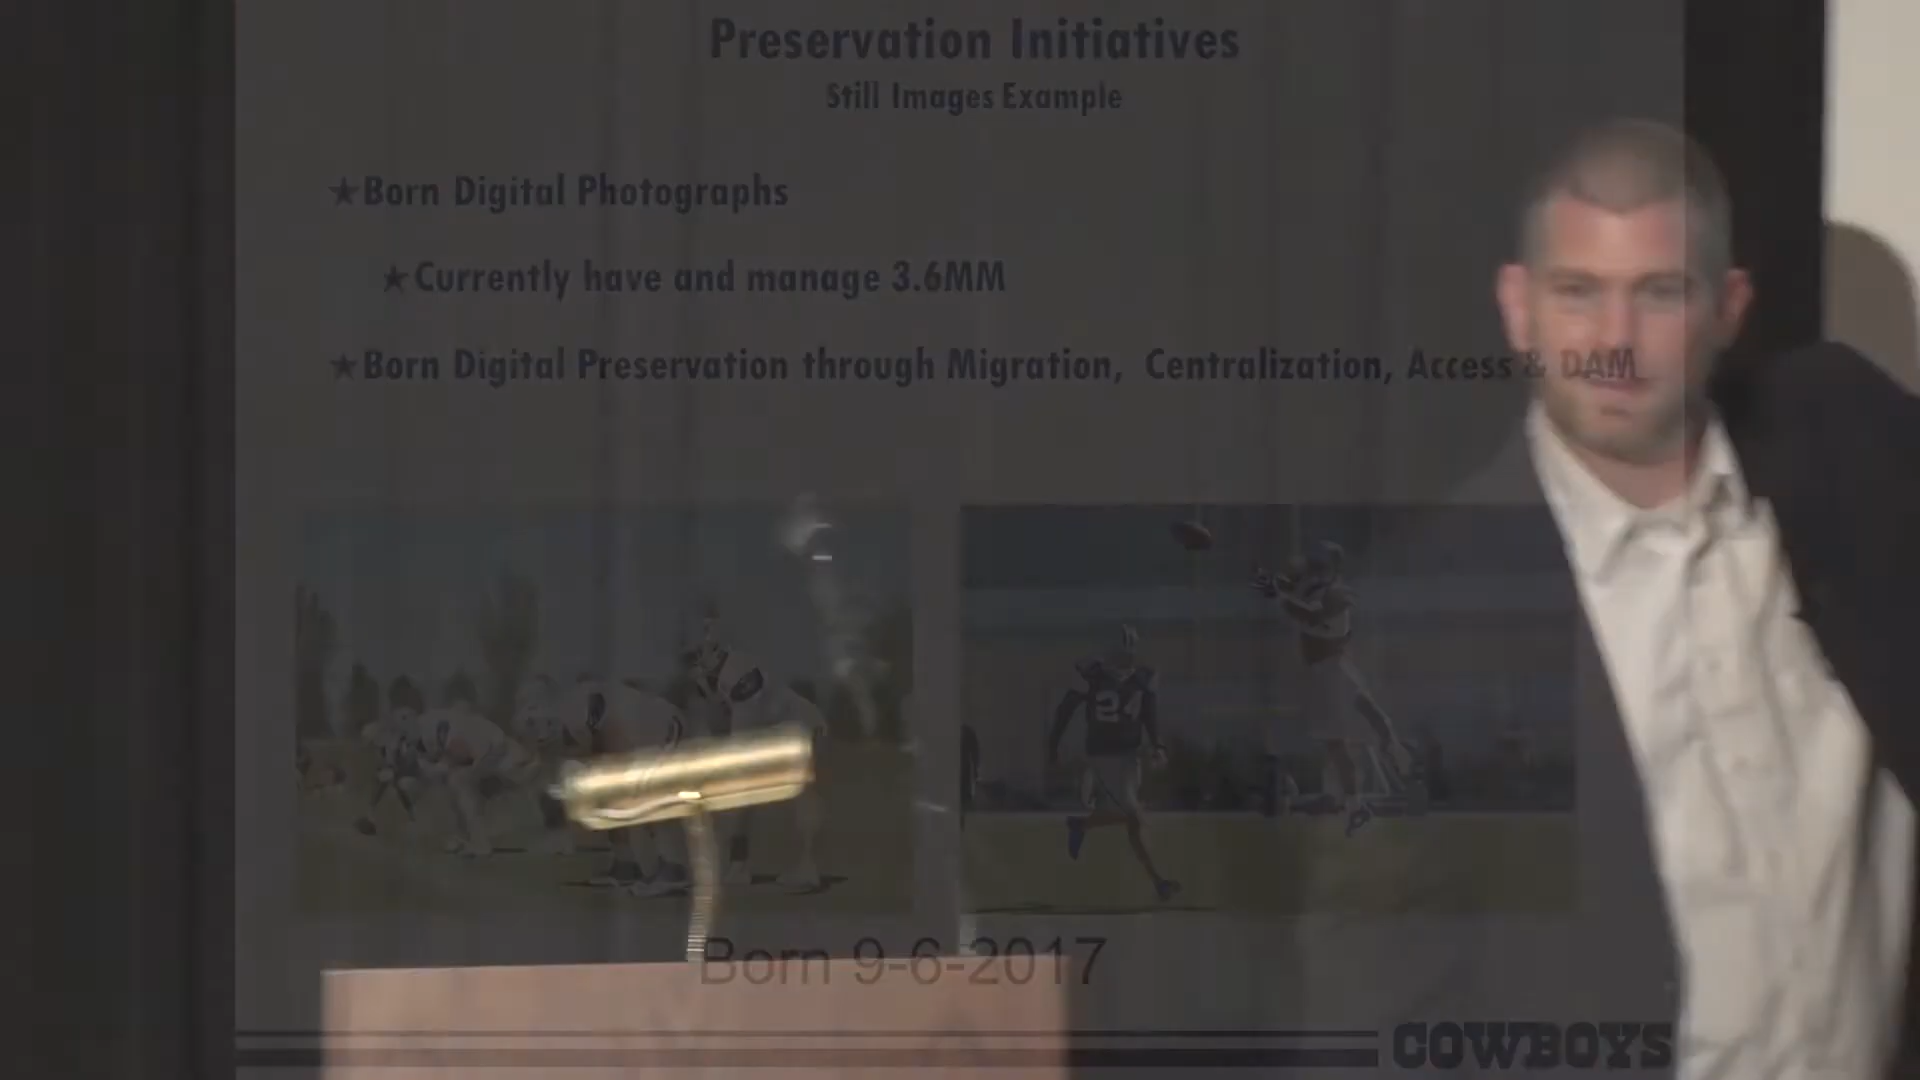 Preservation Initiatives
Still Images Example
★Born Digital Photographs
★Currently have and manage 3.6MM
★Born Digital Preservation through Migration, Centralization, Access & DAM
24
Born 9-6-2017
COWBOYS